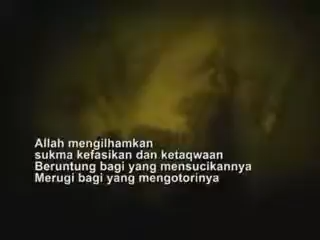 Allah mengilhamkan
sukma kefasikan dan ketaqwaan
Beruntung bagi yang mensucikannya
Merugi bagi yang mengotorinya